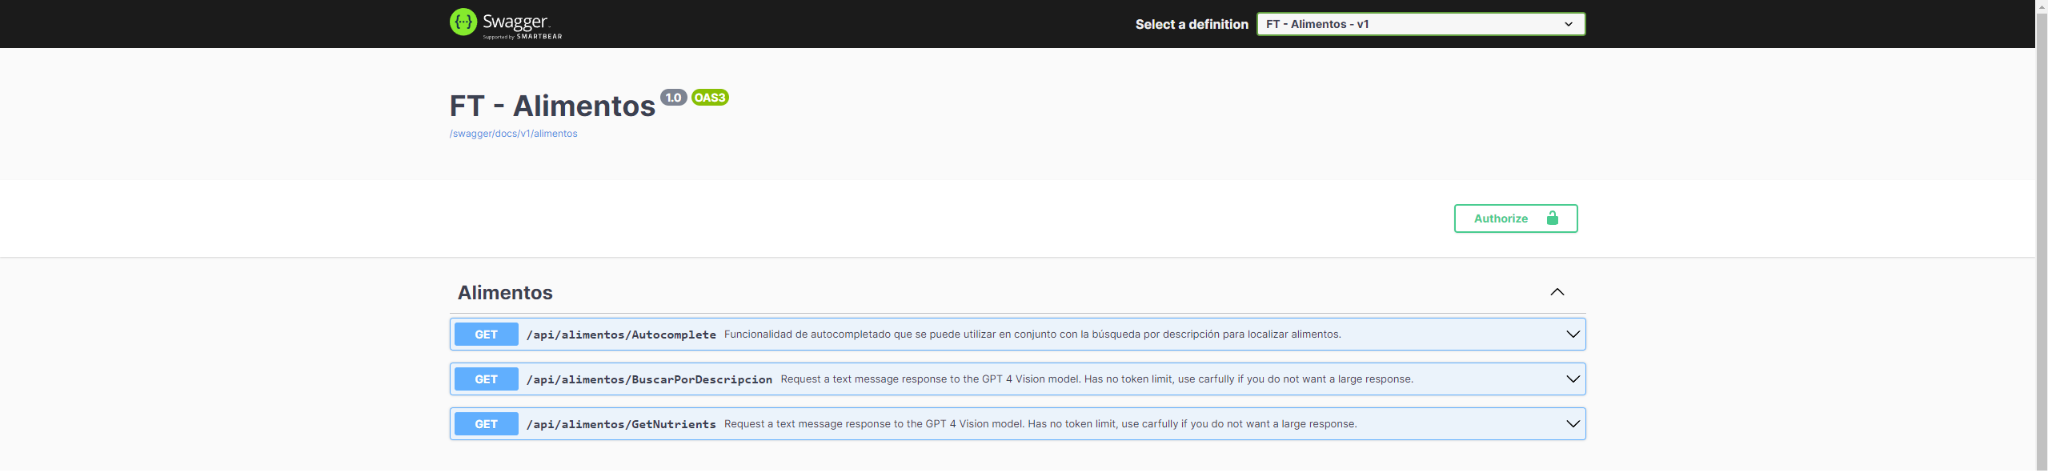 {··} Swagger.
Supported by SMARTBEAR
Select a definition FT - Alimentos - v1
FT - Alimentos 1.0 OAS3
/swagger/docs/v1/alimentos
Authorize
Alimentos
GET /api/alimentos/Autocomplete Funcionalidad de autocompletado que se puede utilizar en conjunto con la búsqueda por descripción para localizar alimentos.
GET /api/alimentos/BuscarPorDescripcion Request a text message response to the GPT 4 Vision model. Has no token limit, use carfully if you do not want a large response.
GET /api/alimentos/GetNutrients Request a text message response to the GPT 4 Vision model. Has no token limit, use carfully if you do not want a large response.